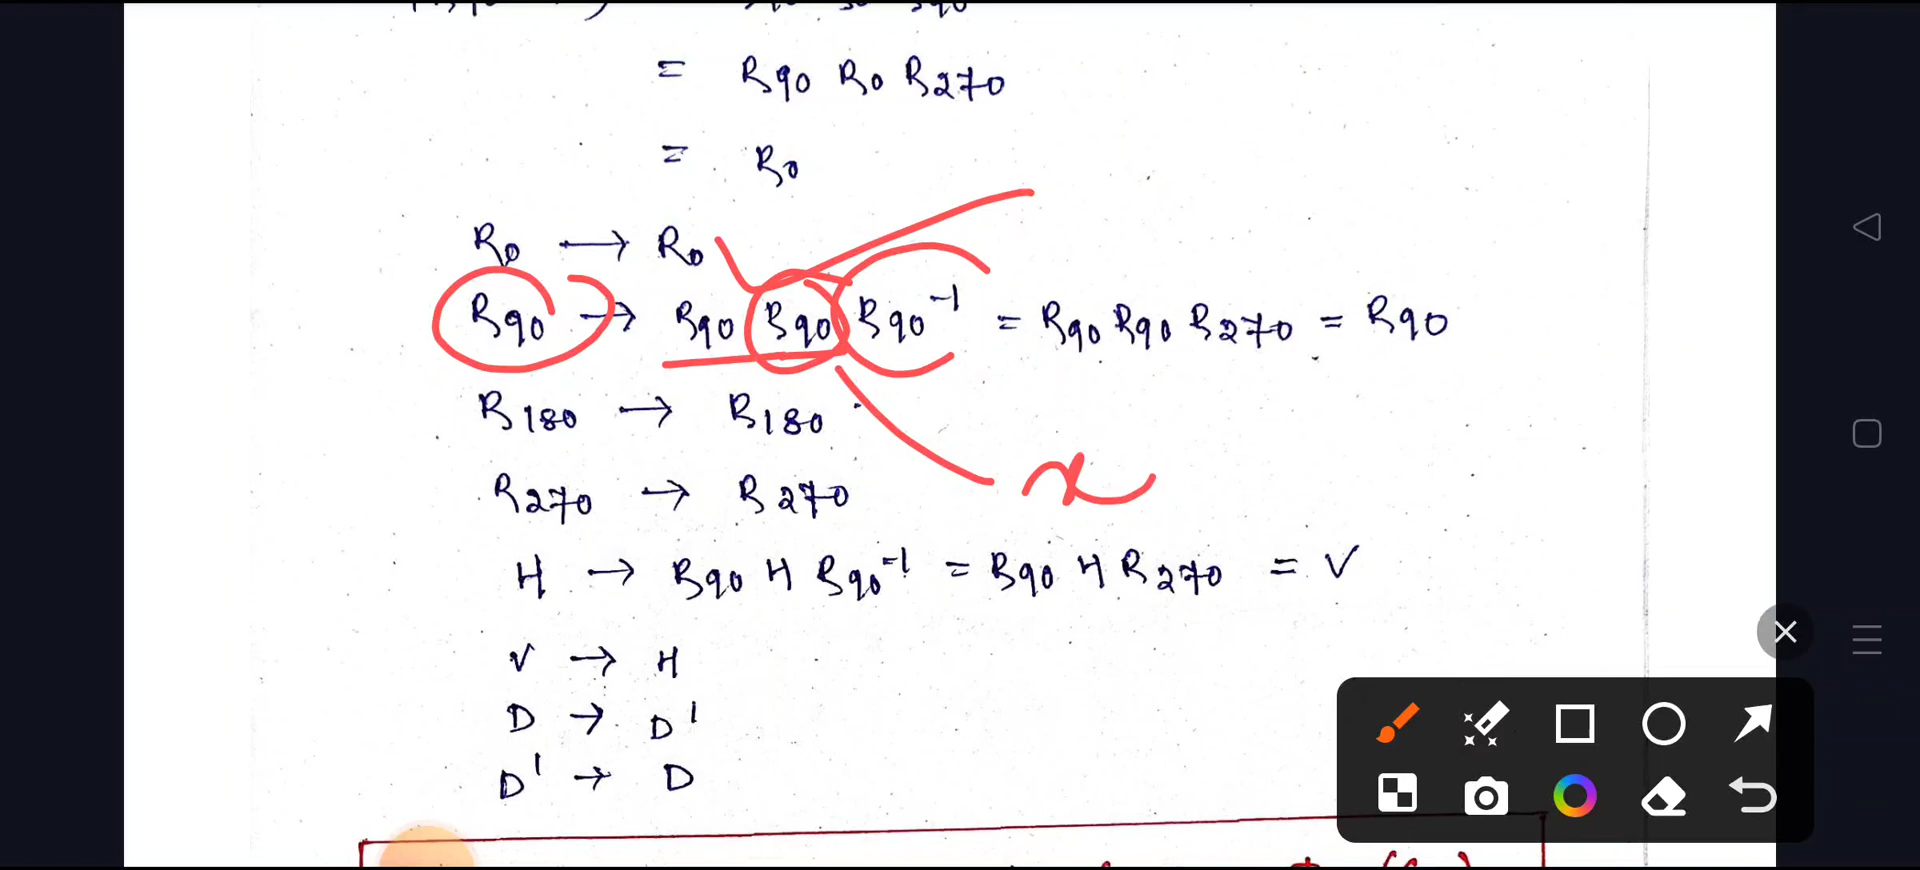 = R90 R0 R270
= R0
R0 → R0
R90 → R90 R90 R90⁻¹ = R90 R90 R270 = R90
x
R180 → R180
R270 → R270
H → R90 H R90⁻¹ = R90 H R270 = V
V → H
D → D'
D' → D